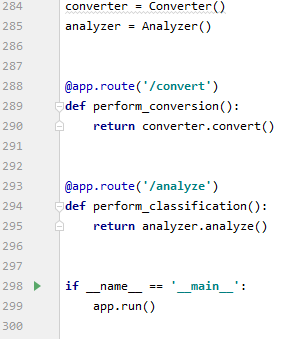 284 converter = Converter()
285 analyzer = Analyzer()
286
287
288 @app.route('/convert')
289 def perform_conversion():
290     return converter.convert()
291
292
293 @app.route('/analyze')
294 def perform_classification():
295     return analyzer.analyze()
296
297
298 if __name__ == '__main__':
299     app.run()
300